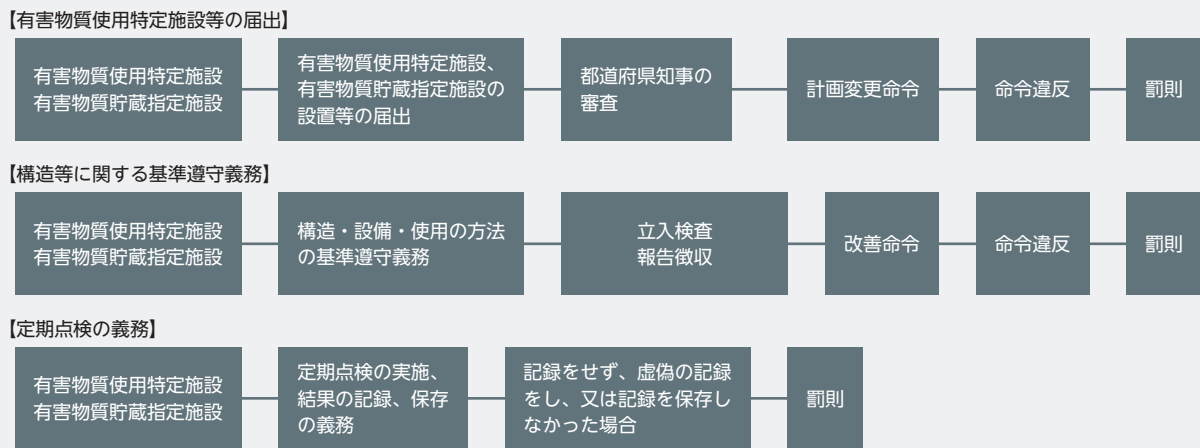 【有害物質使用特定施設等の届出】
有害物質使用特定施設
有害物質貯蔵指定施設
有害物質使用特定施設、
有害物質貯蔵指定施設の
設置等の届出
都道府県知事の
審査
計画変更命令
命令違反
罰則
【構造等に関する基準遵守義務】
有害物質使用特定施設
有害物質貯蔵指定施設
構造・設備・使用の方法
の基準遵守義務
立入検査
報告徴収
改善命令
命令違反
罰則
【定期点検の義務】
有害物質使用特定施設
有害物質貯蔵指定施設
定期点検の実施、
結果の記録、保存
の義務
記録をせず、虚偽の記録
をし、又は記録を保存し
なかった場合
罰則